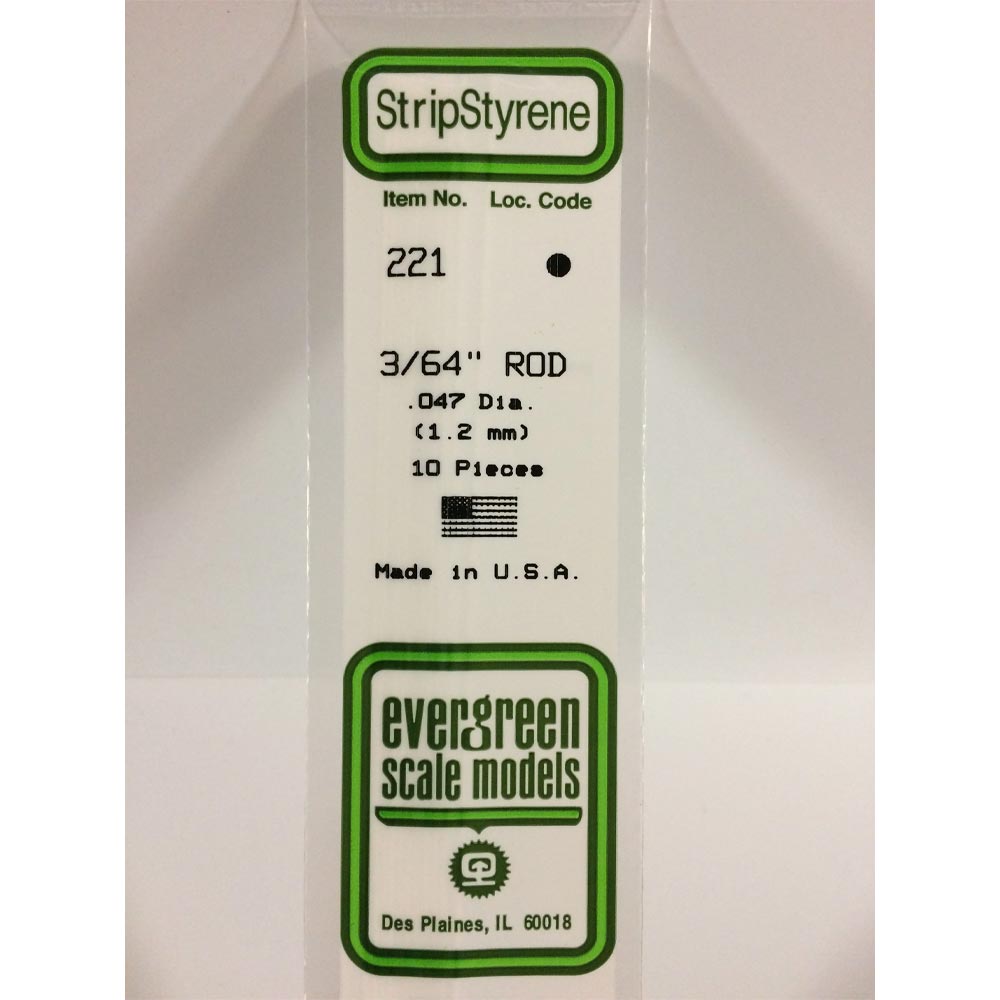 StripStyrene
Item No. Loc. Code
221
3/64" ROD
.047 Dia.
(1.2 mm)
10 Pieces
Made in U.S.A.
evergreen
scale models
Des Plaines, IL 60018